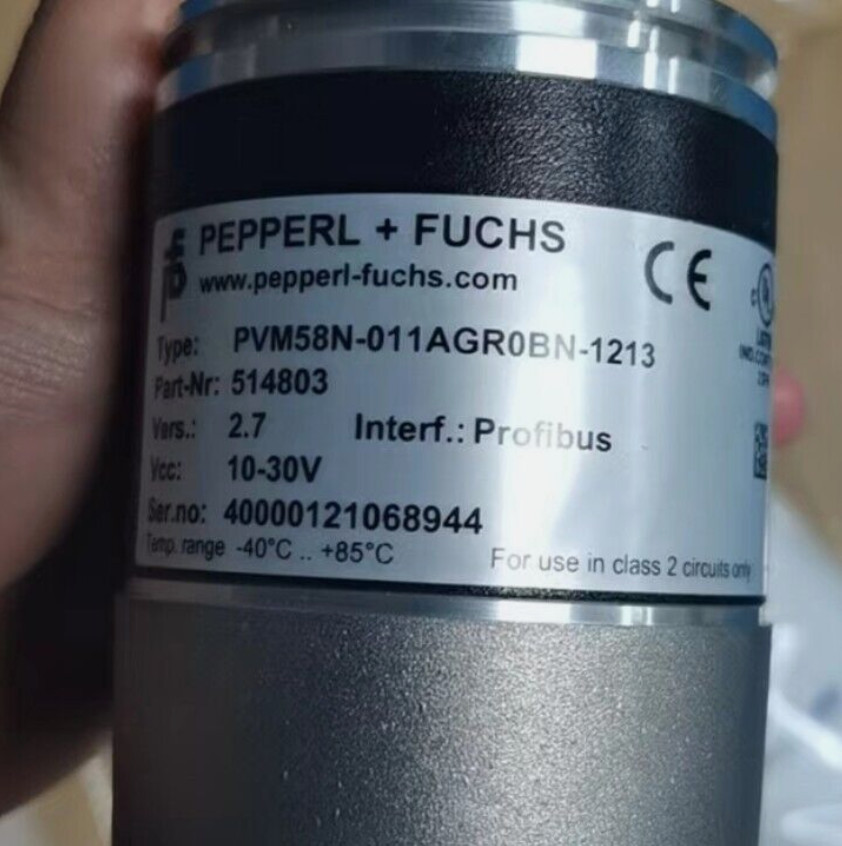 PEPPERL + FUCHS
www.pepperl-fuchs.com
CE
Type: PVM58N-011AGR0BN-1213
Part-Nr: 514803
Vers.: 2.7 Interf.: Profibus
Vcc: 10-30V
Ser.no: 40000121068944
Temp. range -40°C .. +85°C
For use in class 2 circuits only